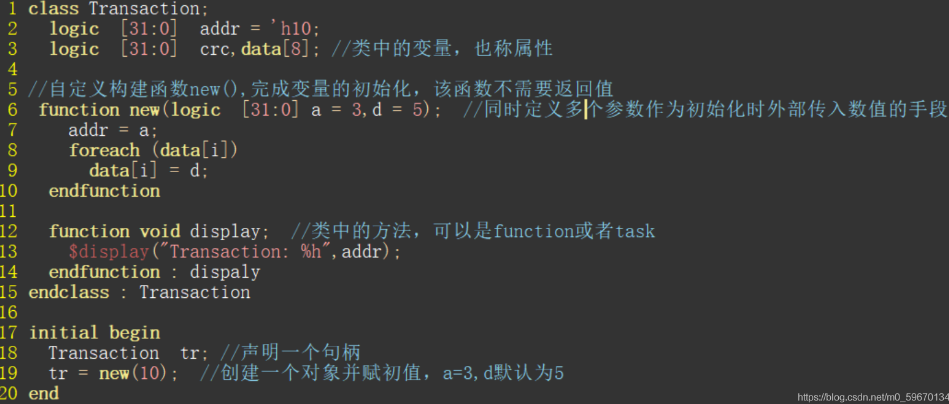 1 class Transaction;
2 logic [31:0] addr = 'h10;
3 logic [31:0] crc,data[8]; //类中的变量，也称属性
4
5 //自定义构建函数new(),完成变量的初始化，该函数不需要返回值
6 function new(logic [31:0] a = 3,d = 5); //同时定义多个参数作为初始化时外部传入数值的手段
7 addr = a;
8 foreach (data[i])
9 data[i] = d;
10 endfunction
11
12 function void display; //类中的方法，可以是function或者task
13 $display("Transaction: %h",addr);
14 endfunction : dispaly
15 endclass : Transaction
16
17 initial begin
18 Transaction tr; //声明一个句柄
19 tr = new(10); //创建一个对象并赋初值，a=3,d默认为5
20 end
https://blog.csdn.net/m0_59670134